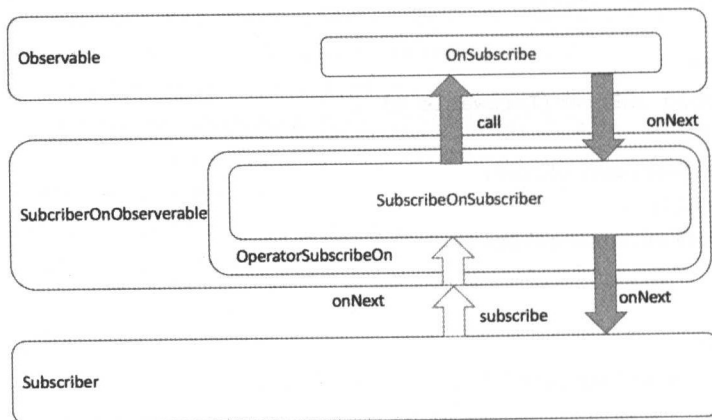 OnSubscribe
Observable
call
onNext
SubscribeOnSubscriber
SubcriberOnObserverable
OperatorSubscribeOn
onNext
onNext
subscribe
Subscriber